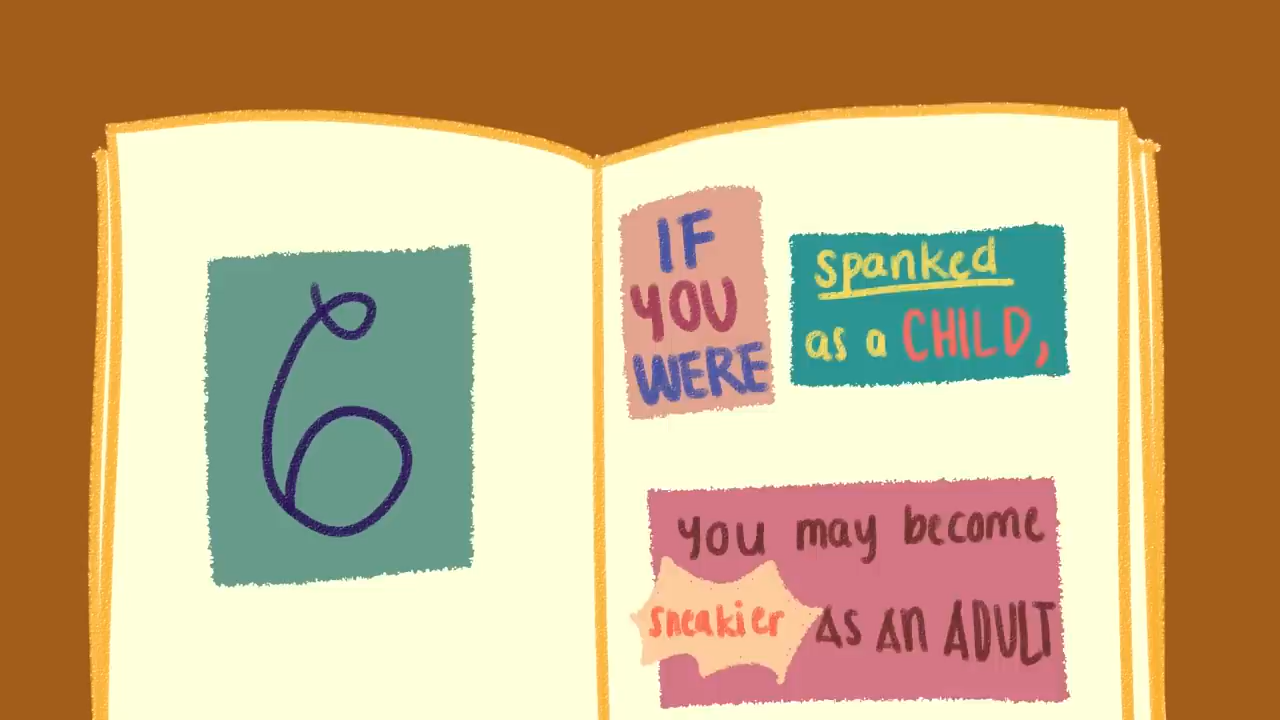 6
IF
YOU
WERE
spanked
as a CHILD,
you may become
sneakier AS AN ADULT